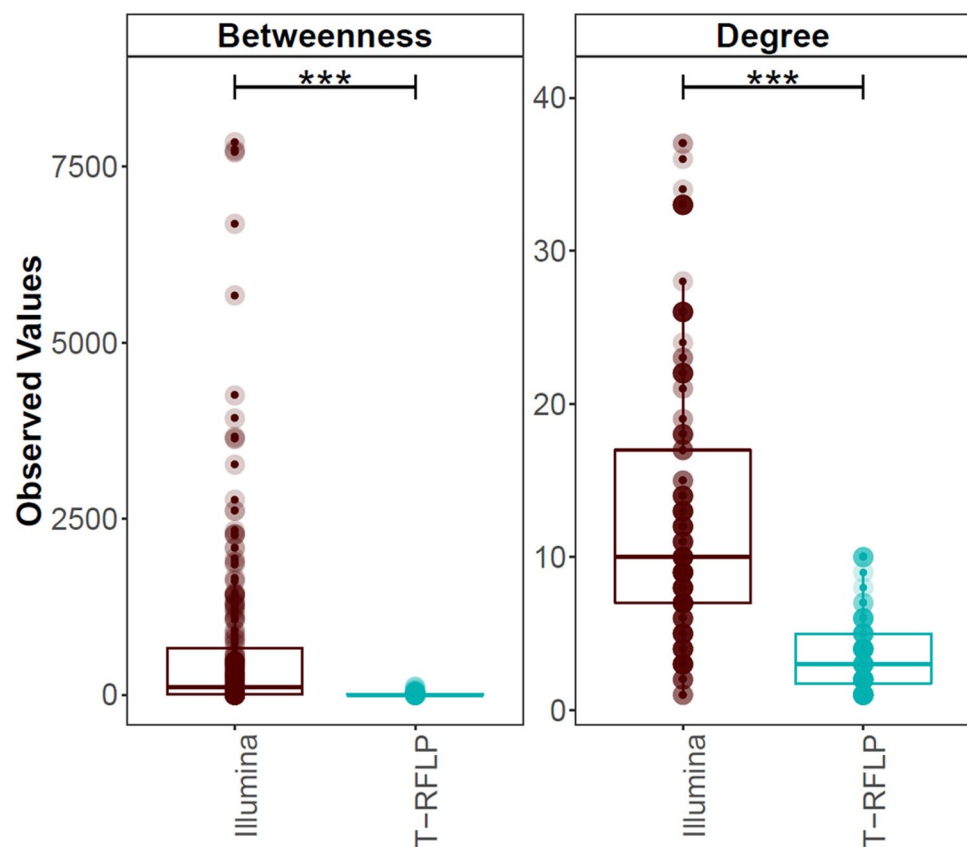 Betweenness
Degree
***
***
Observed Values
7500
5000
2500
0
40
30
20
10
0
Illumina
T-RFLP
Illumina
T-RFLP